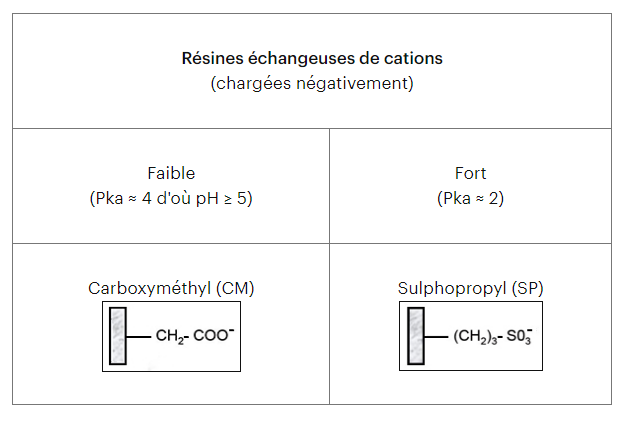 Résines échangeuses de cations
(chargées négativement)
Faible
(Pka ≈ 4 d'où pH ≥ 5)
Fort
(Pka ≈ 2)
Carboxyméthyl (CM)
CH₂- COO⁻
Sulphopropyl (SP)
(CH₂)₃- SO₃⁻